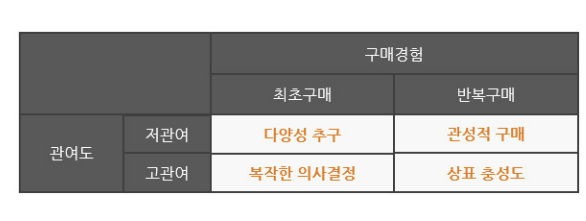 구매경험
최초구매 반복구매
관여도
저관여 다양성 추구 관성적 구매
고관여 복작한 의사결정 상표 충성도